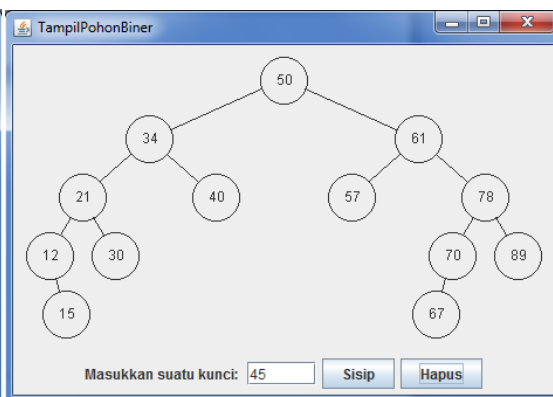 TampilPohonBiner
50
34 61
21 40 57 78
12 30 70 89
15 67
Masukkan suatu kunci: 45 Sisip Hapus